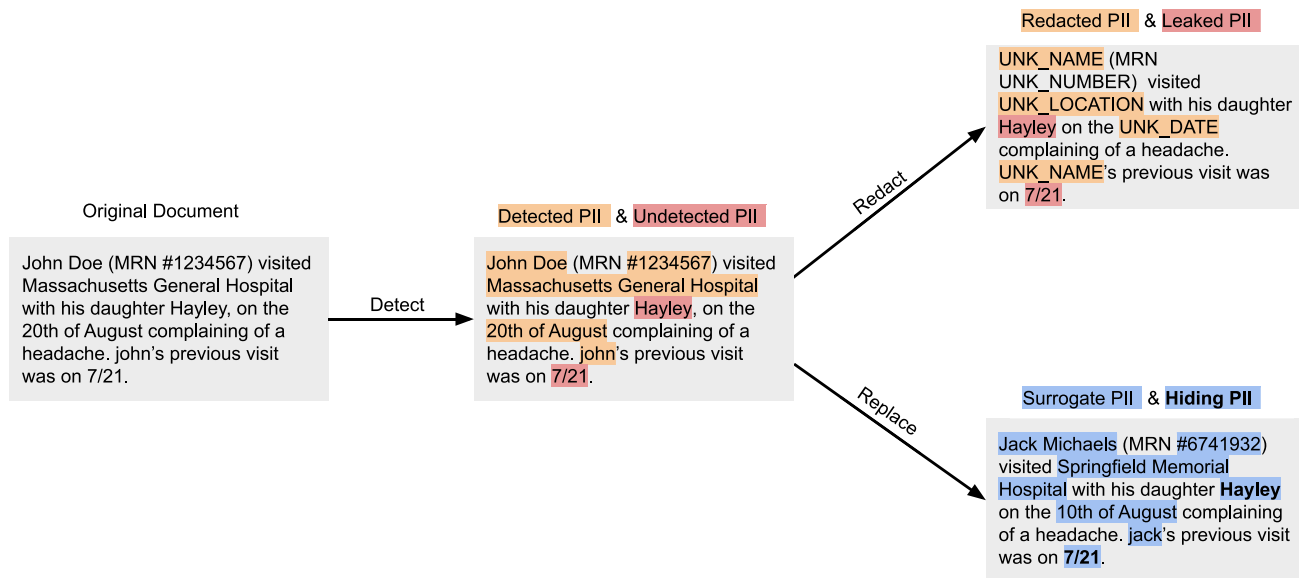 Original Document
John Doe (MRN #1234567) visited
Massachusetts General Hospital
with his daughter Hayley, on the
20th of August complaining of a
headache. john's previous visit
was on 7/21.
Detect
Detected PII & Undetected PII
John Doe (MRN #1234567) visited
Massachusetts General Hospital
with his daughter Hayley, on the
20th of August complaining of a
headache. john's previous visit
was on 7/21.
Redact
Redacted PII & Leaked PII
UNK_NAME (MRN
UNK_NUMBER) visited
UNK_LOCATION with his daughter
Hayley on the UNK_DATE
complaining of a headache.
UNK_NAME's previous visit was
on 7/21.
Replace
Surrogate PII & Hiding PII
Jack Michaels (MRN #6741932)
visited Springfield Memorial
Hospital with his daughter Hayley
on the 10th of August complaining
of a headache. jack's previous visit
was on 7/21.